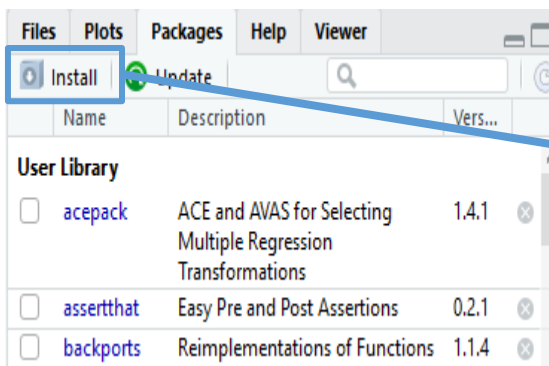 Files Plots Packages Help Viewer
Install Update
Name Description Vers...
User Library
acepack ACE and AVAS for Selecting 1.4.1
Multiple Regression
Transformations
assertthat Easy Pre and Post Assertions 0.2.1
backports Reimplementations of Functions 1.1.4